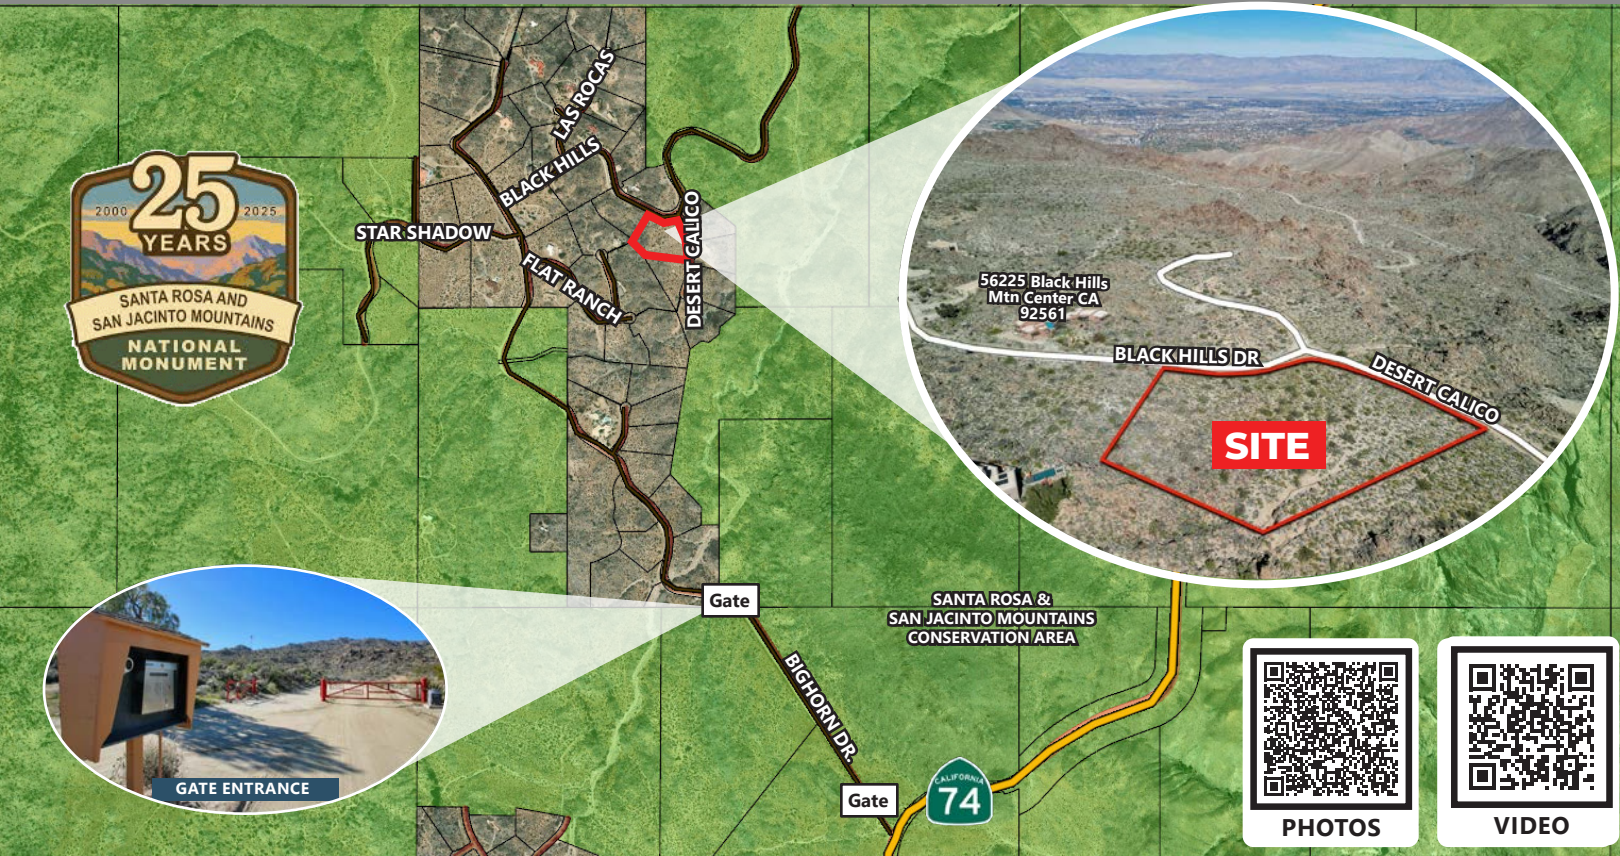 25
2000
2025
YEARS
SANTA ROSA AND
SAN JACINTO MOUNTAINS
NATIONAL
MONUMENT
LAS ROCAS
BLACK HILLS
STAR SHADOW
FLAT RANCH
DESERT CALICO
56225 Black Hills
Mtn Center CA
92561
BLACK HILLS DR
DESERT CALICO
SITE
Gate
SANTA ROSA &
SAN JACINTO MOUNTAINS
CONSERVATION AREA
BIGHORN DR.
GATE ENTRANCE
Gate
CALIFORNIA
74
PHOTOS
VIDEO